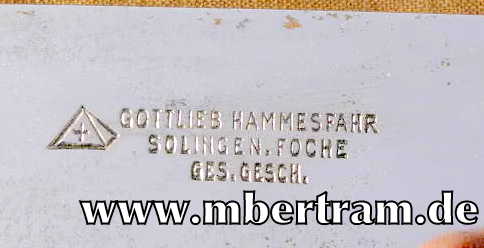 GOTTLIEB HAMMESFAHR
SOLINGEN. FOCHE
GES. GESCH.
www.mbertram.de